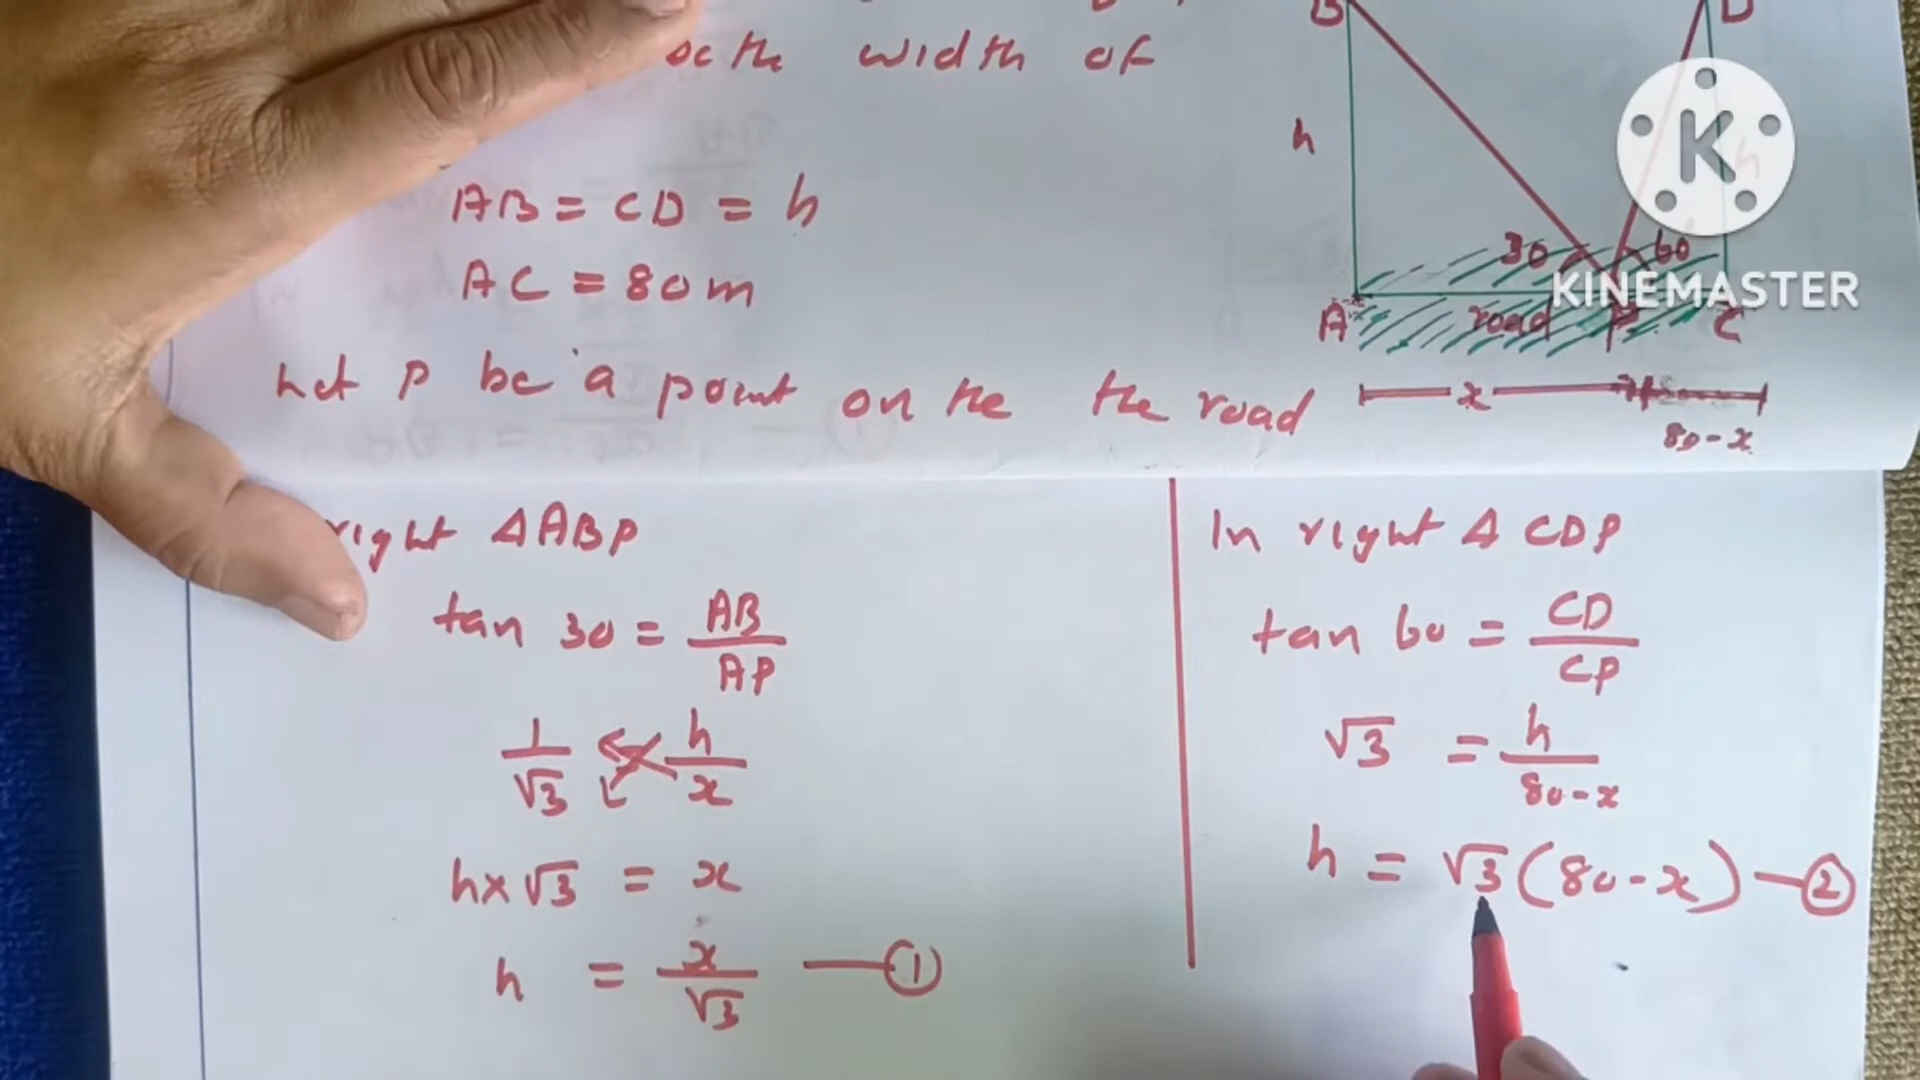 the width of
AB = CD = h
AC = 80m
Let P be a point on the the road
B
D
h
h
30
60
A
road
P
C
x
80-x
K
KINEMASTER
right ΔABP
tan 30 = AB/AP
1/√3 h/x
h×√3 = x
h = x/√3 —①
In right Δ CDP
tan 60 = CD/CP
√3 = h/80-x
h = √3(80-x) —②